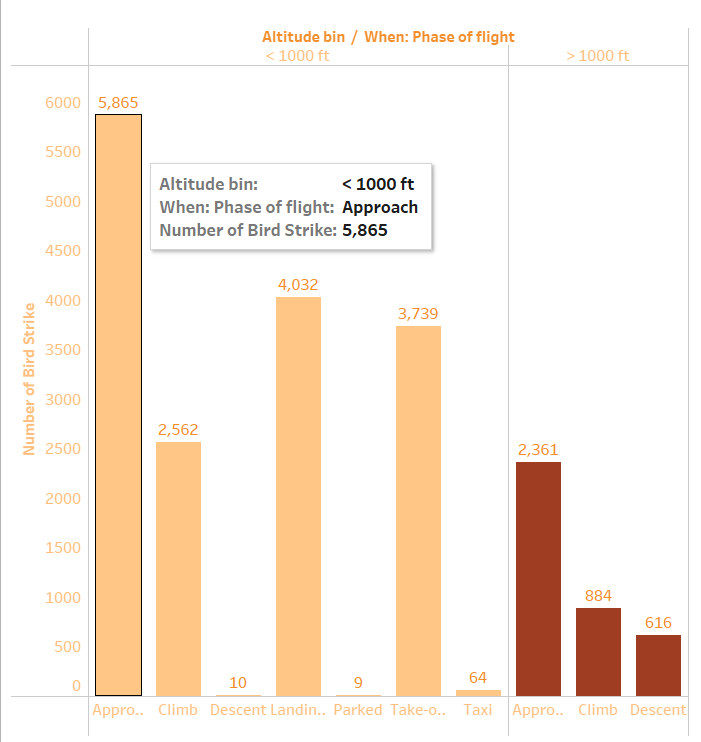 Altitude bin / When: Phase of flight
< 1000 ft
> 1000 ft
Number of Bird Strike
6000
5500
5000
4500
4000
3500
3000
2500
2000
1500
1000
500
0
5,865
2,562
10
4,032
9
3,739
64
2,361
884
616
Altitude bin: < 1000 ft
When: Phase of flight: Approach
Number of Bird Strike: 5,865
Appro..
Climb
Descent
Landin..
Parked
Take-o..
Taxi
Appro..
Climb
Descent